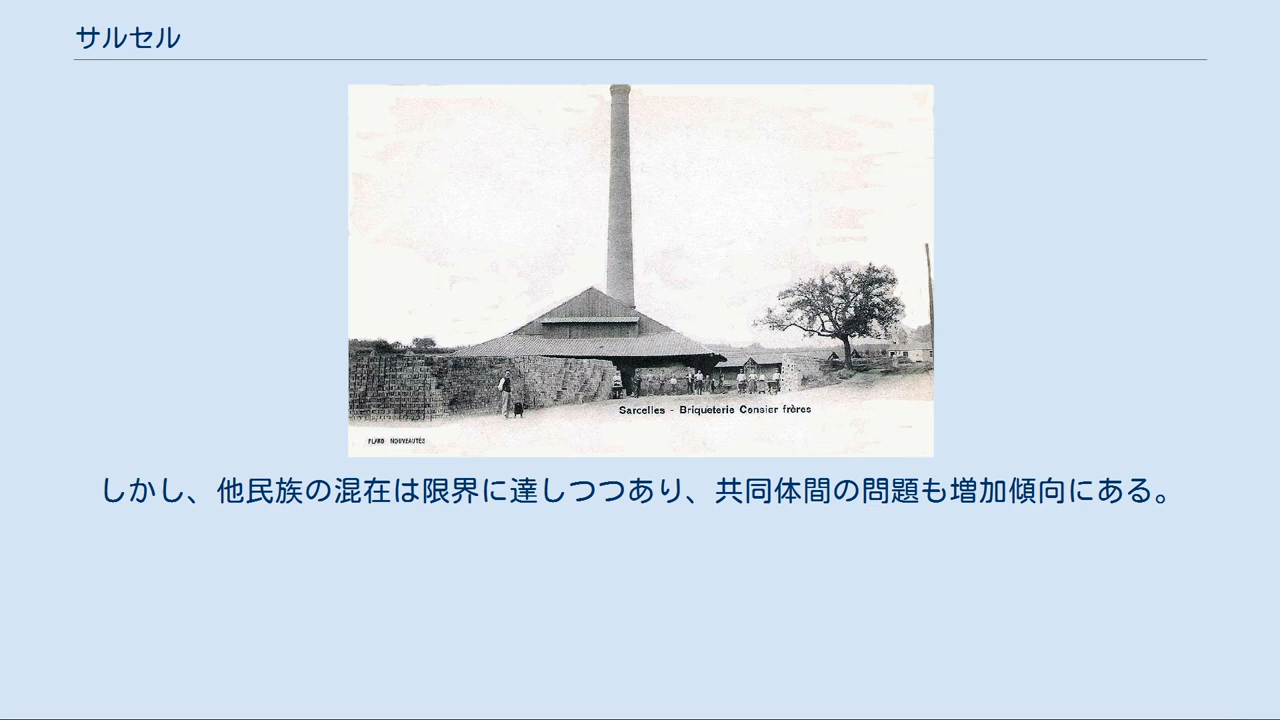 サルセル
Sarcelles - Briqueterie Censier frères
しかし、他民族の混在は限界に達しつつあり、共同体間の問題も増加傾向にある。